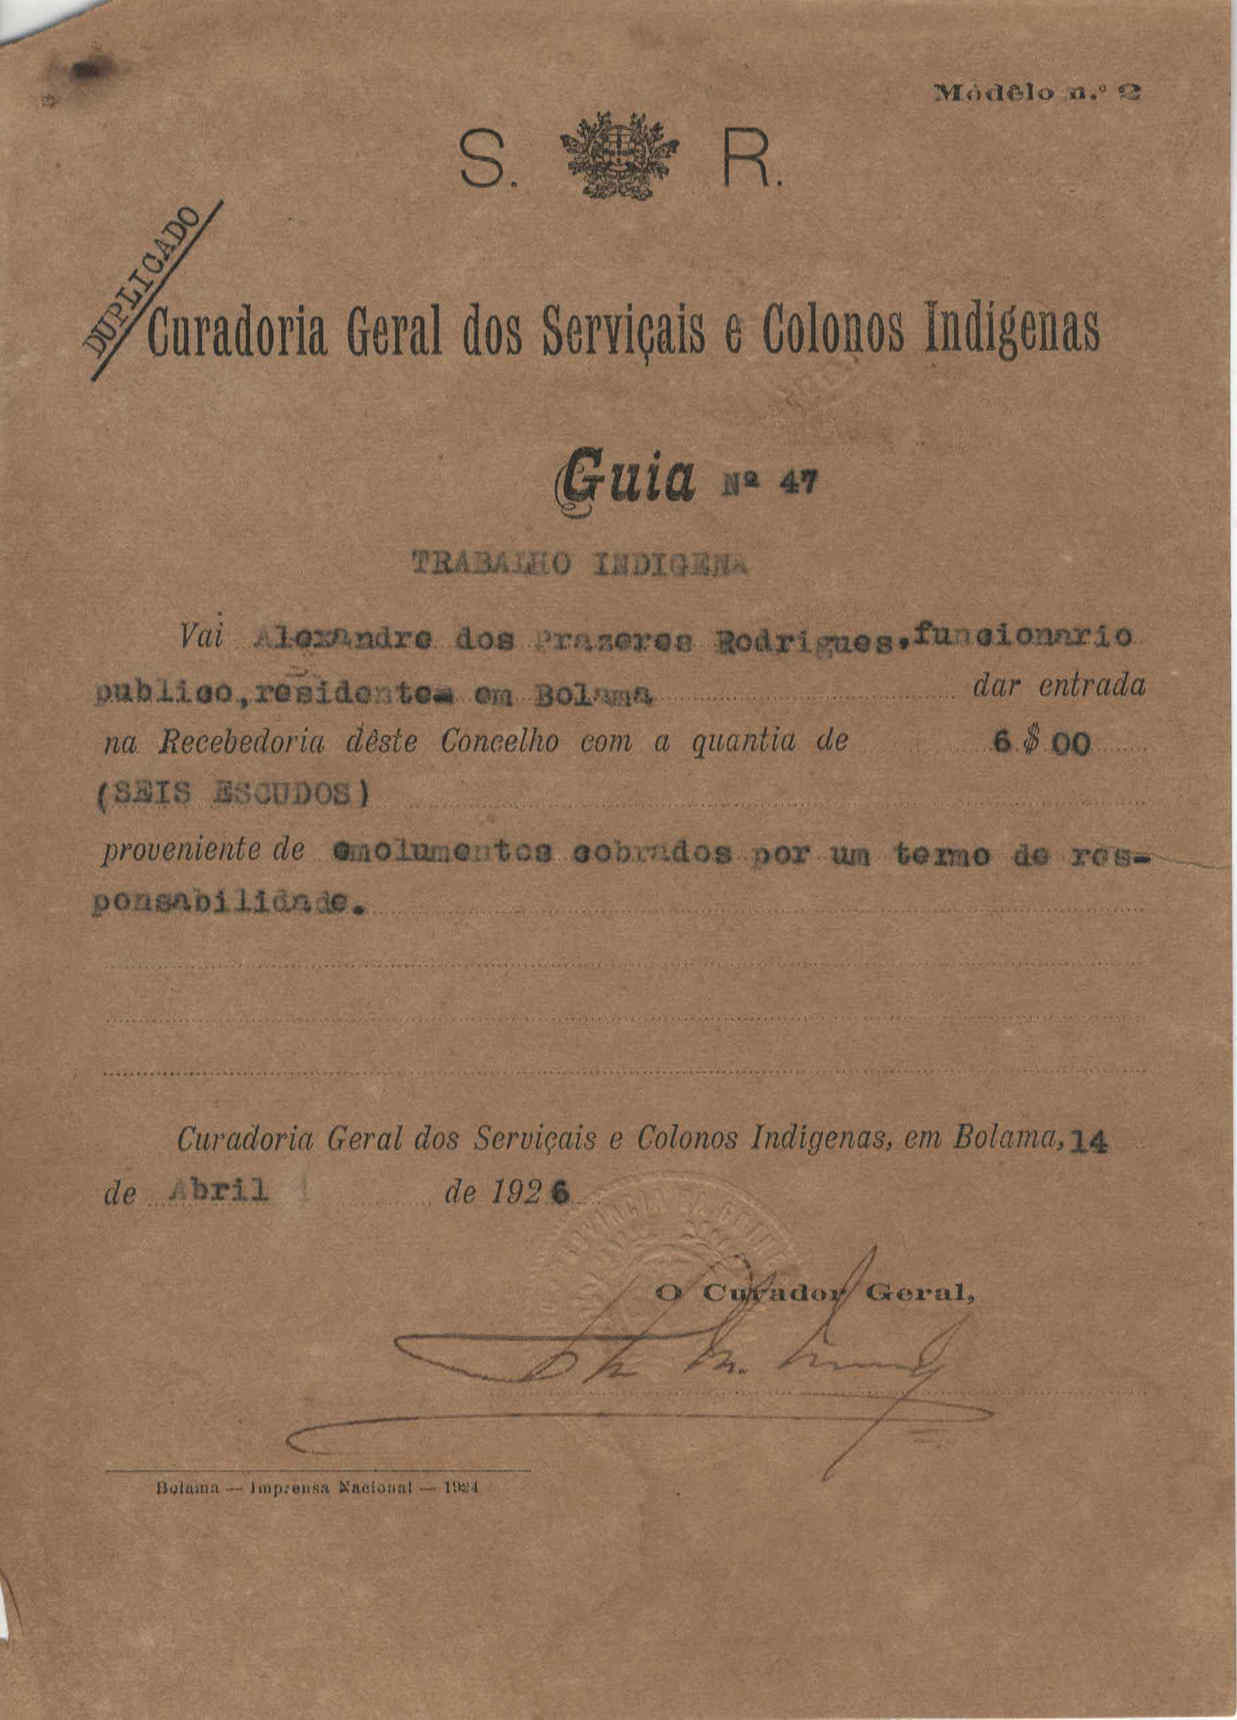 Módêlo n.º 2
S. R.
DUPLICADO
Curadoria Geral dos Serviçais e Colonos Indígenas
Guia Nº 47
TRABALHO INDIGENA
Vai Alexandre dos Prazeres Rodrigues, funcionario
publico, residente em Bolama dar entrada
na Recebedoria dêste Concelho com a quantia de 6$00
(SEIS ESCUDOS)
proveniente de emolumentos cobrados por um termo de res-
ponsabilidade.
Curadoria Geral dos Serviçais e Colonos Indigenas, em Bolama, 14
de Abril de 1926
O Curador Geral,
Bolama — Imprensa Nacional — 1924